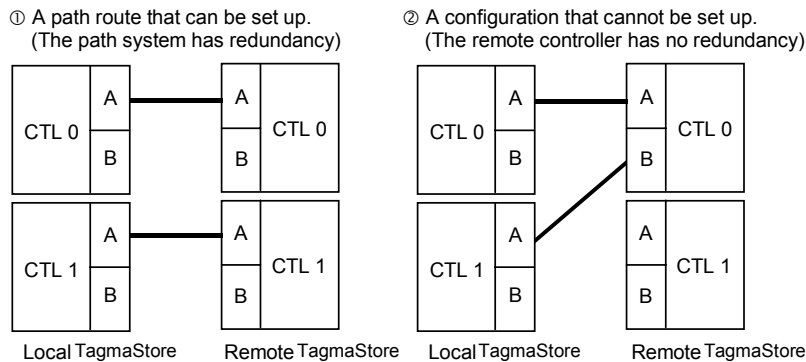 ① A path route that can be set up.
(The path system has redundancy)
CTL 0
A
B
A
B
CTL 0
CTL 1
A
B
A
B
CTL 1
Local TagmaStore
Remote TagmaStore
② A configuration that cannot be set up.
(The remote controller has no redundancy)
CTL 0
A
B
A
B
CTL 0
CTL 1
A
B
A
B
CTL 1
Local TagmaStore
Remote TagmaStore